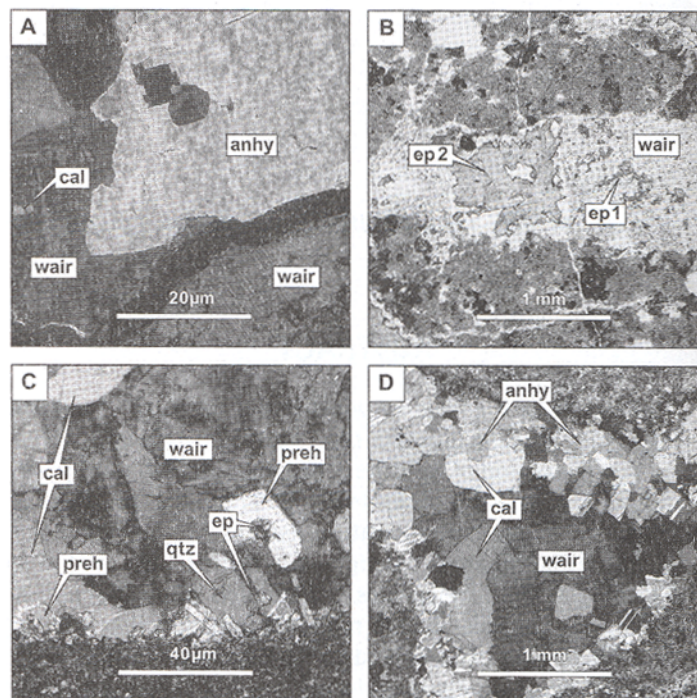 A
anhy
cal
wair
wair
20µm
B
wair
ep2
ep1
1 mm
C
wair
preh
cal
ep
qtz
preh
40µm
D
anhy
cal
wair
1 mm